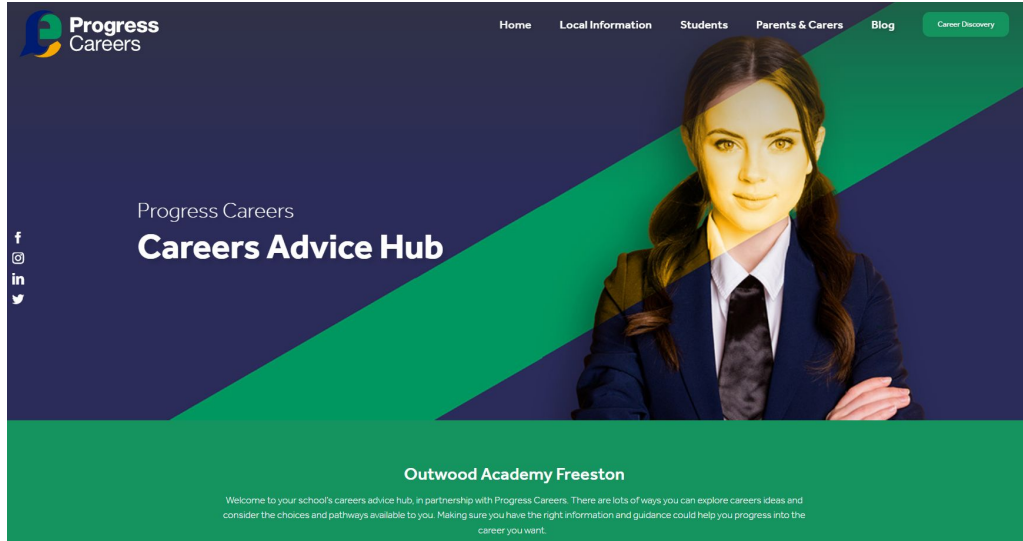 Progress
Careers
Home
Local Information
Students
Parents & Carers
Blog
Career Discovery
Progress Careers
Careers Advice Hub
f
in
Outwood Academy Freeston
Welcome to your school's careers advice hub, in partnership with Progress Careers. There are lots of ways you can explore careers ideas and
consider the choices and pathways available to you. Making sure you have the right information and guidance could help you progress into the
career you want.